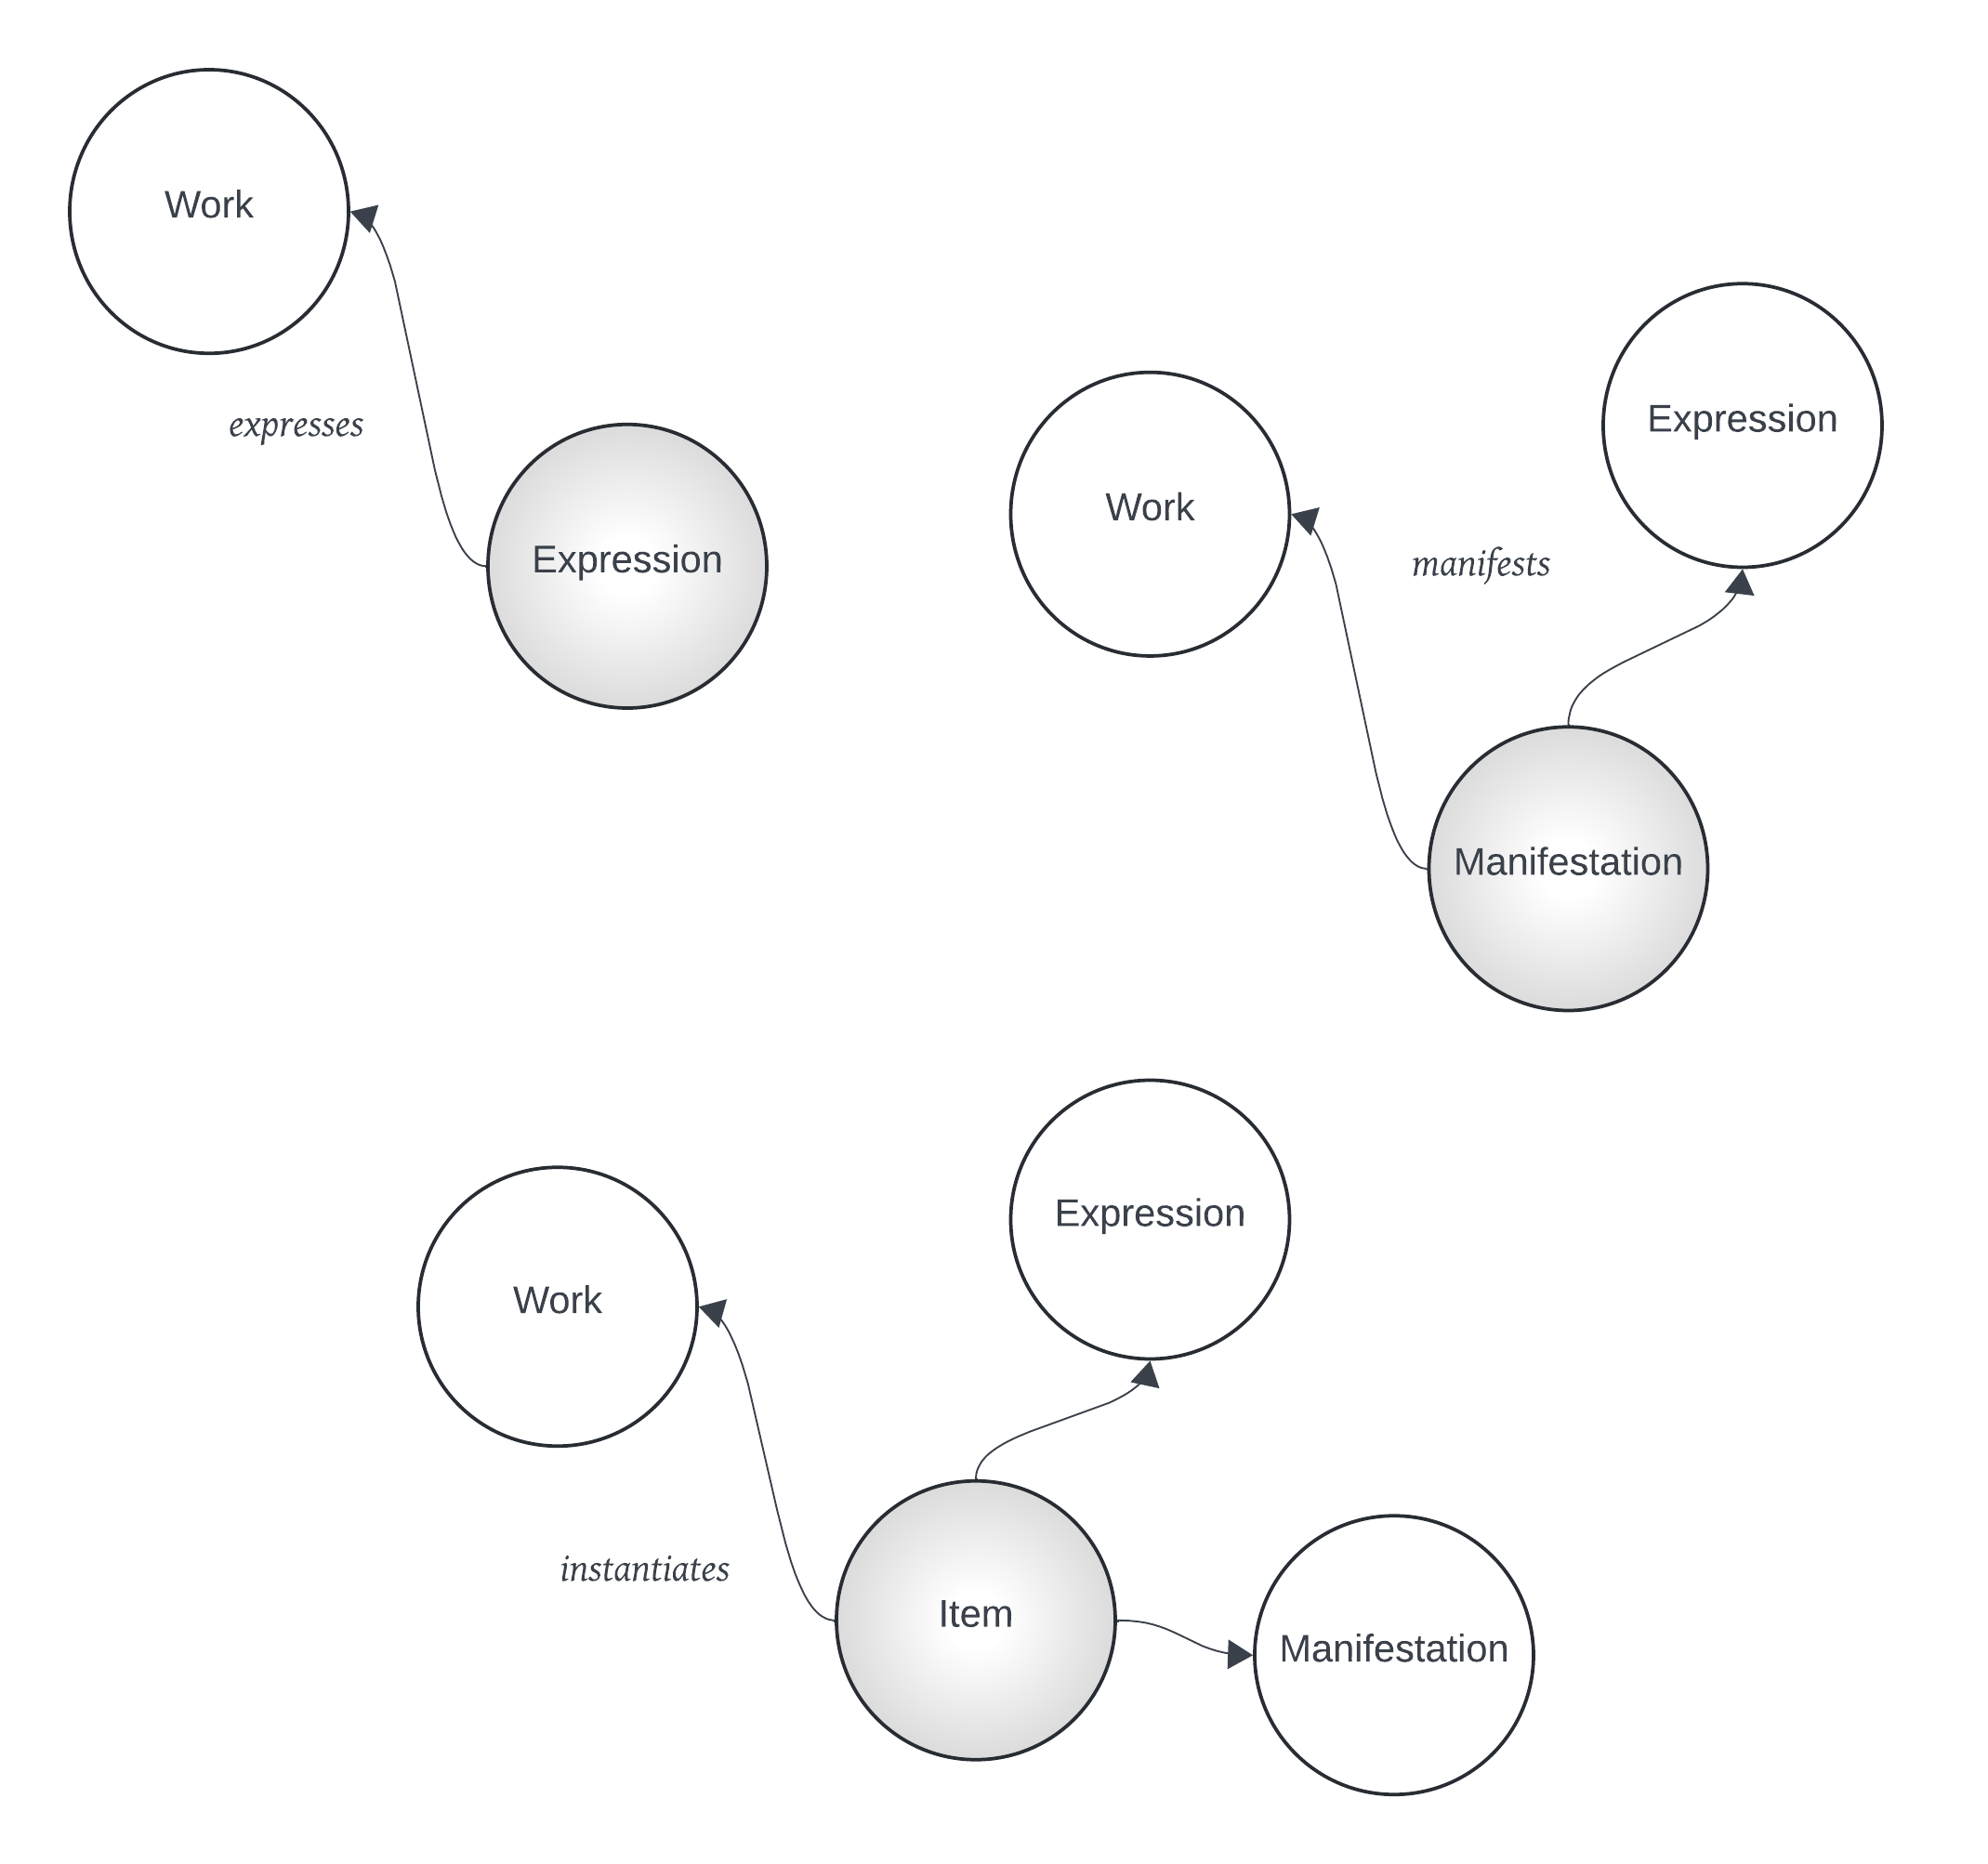 Work
expresses
Expression
Work
manifests
Expression
Manifestation
Work
Expression
instantiates
Item
Manifestation